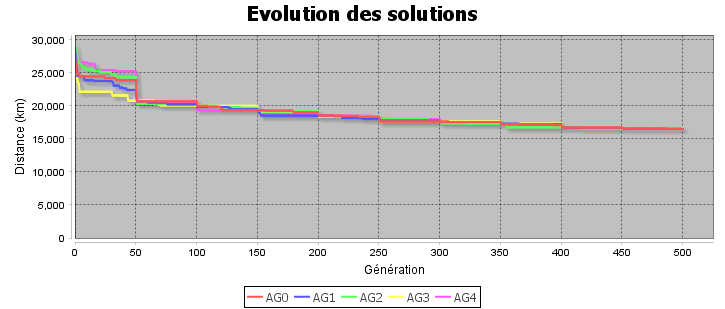 Evolution des solutions
30,000
25,000
20,000
15,000
10,000
5,000
0
Distance (km)
0 50 100 150 200 250 300 350 400 450 500
Génération
AG0 AG1 AG2 AG3 AG4